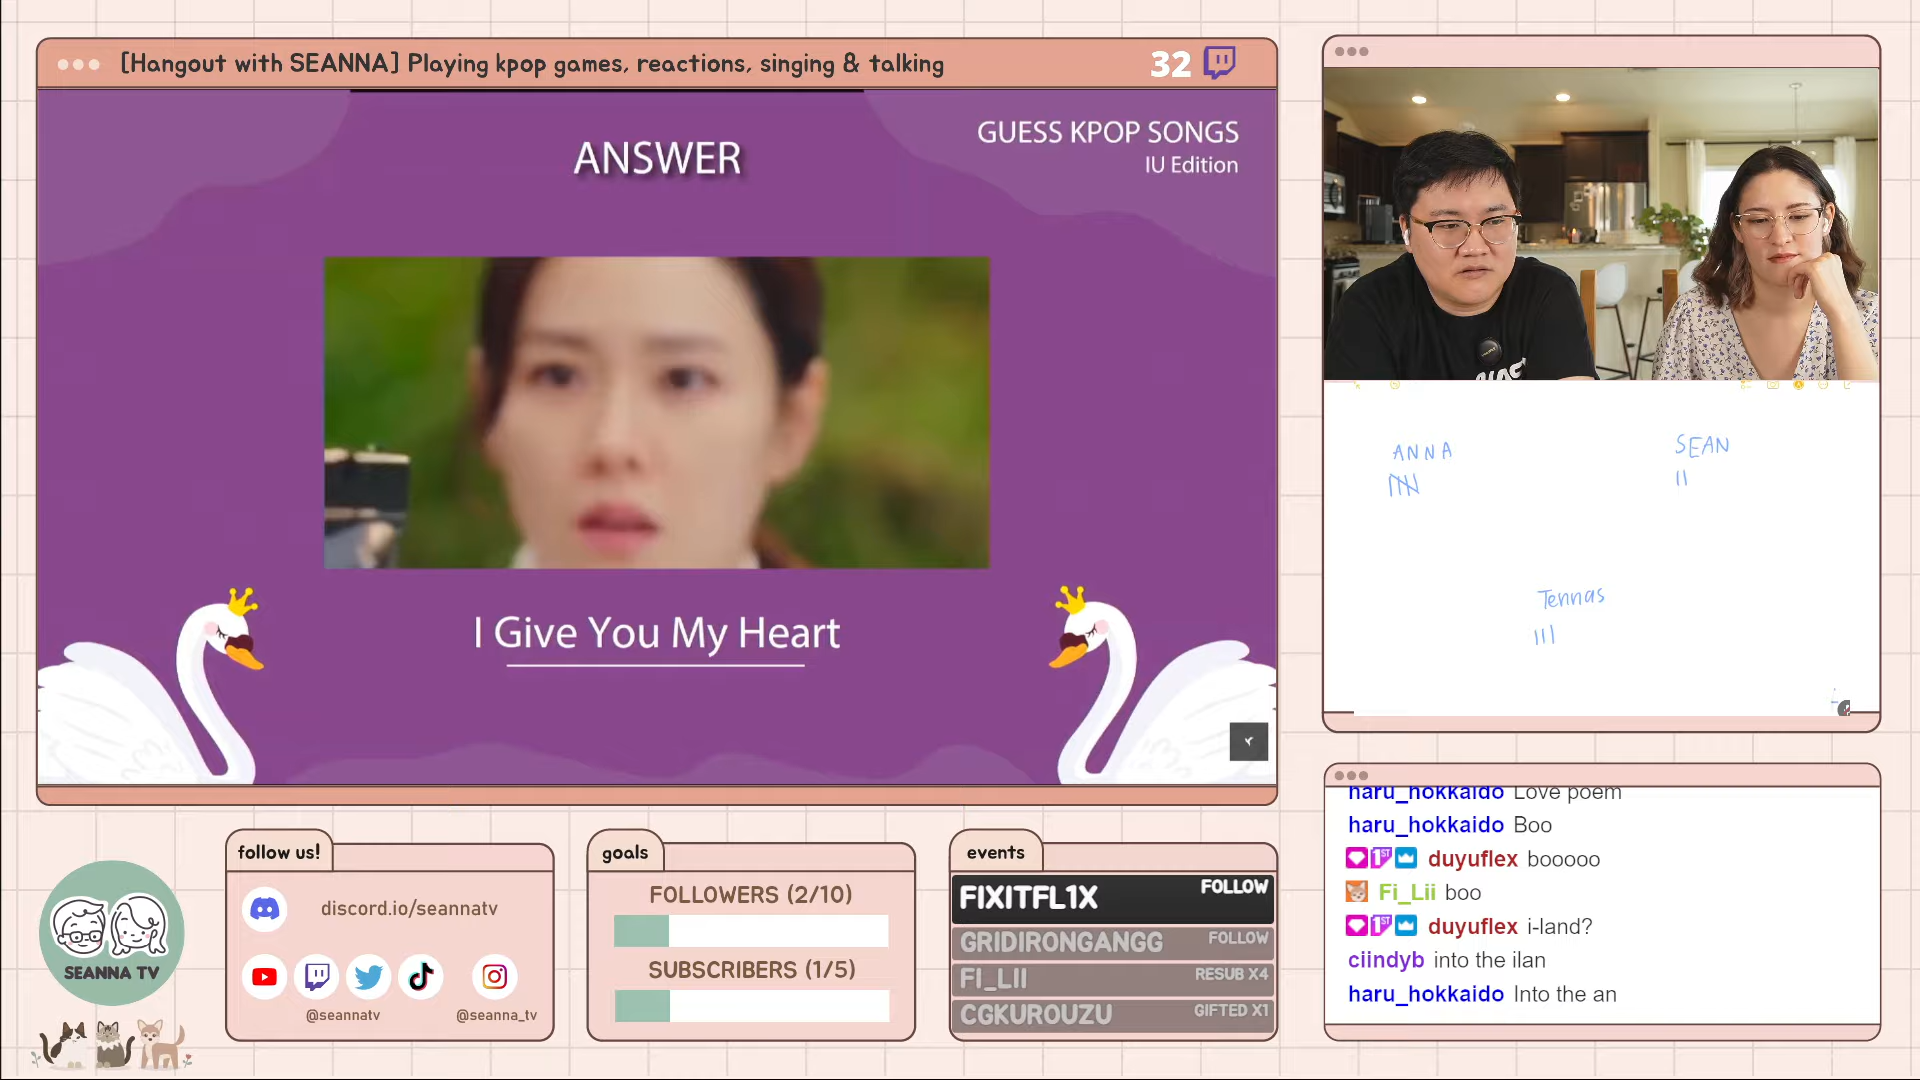 [Hangout with SEANNA] Playing kpop games, reactions, singing & talking
32
ANSWER
GUESS KPOP SONGS
IU Edition
I Give You My Heart
ANNA
SEAN
Tennas
haru_hokkaido Love poem
haru_hokkaido Boo
1ST duyuflex booooo
Fi_Lii boo
1ST duyuflex i-land?
ciindyb into the ilan
haru_hokkaido Into the an
SEANNA TV
follow us!
discord.io/seannatv
@seannatv
@seanna_tv
goals
FOLLOWERS (2/10)
SUBSCRIBERS (1/5)
events
FIXITFL1X FOLLOW
GRIDIRONGANGG FOLLOW
FI_LII RESUB X4
CGKUROUZU GIFTED X1